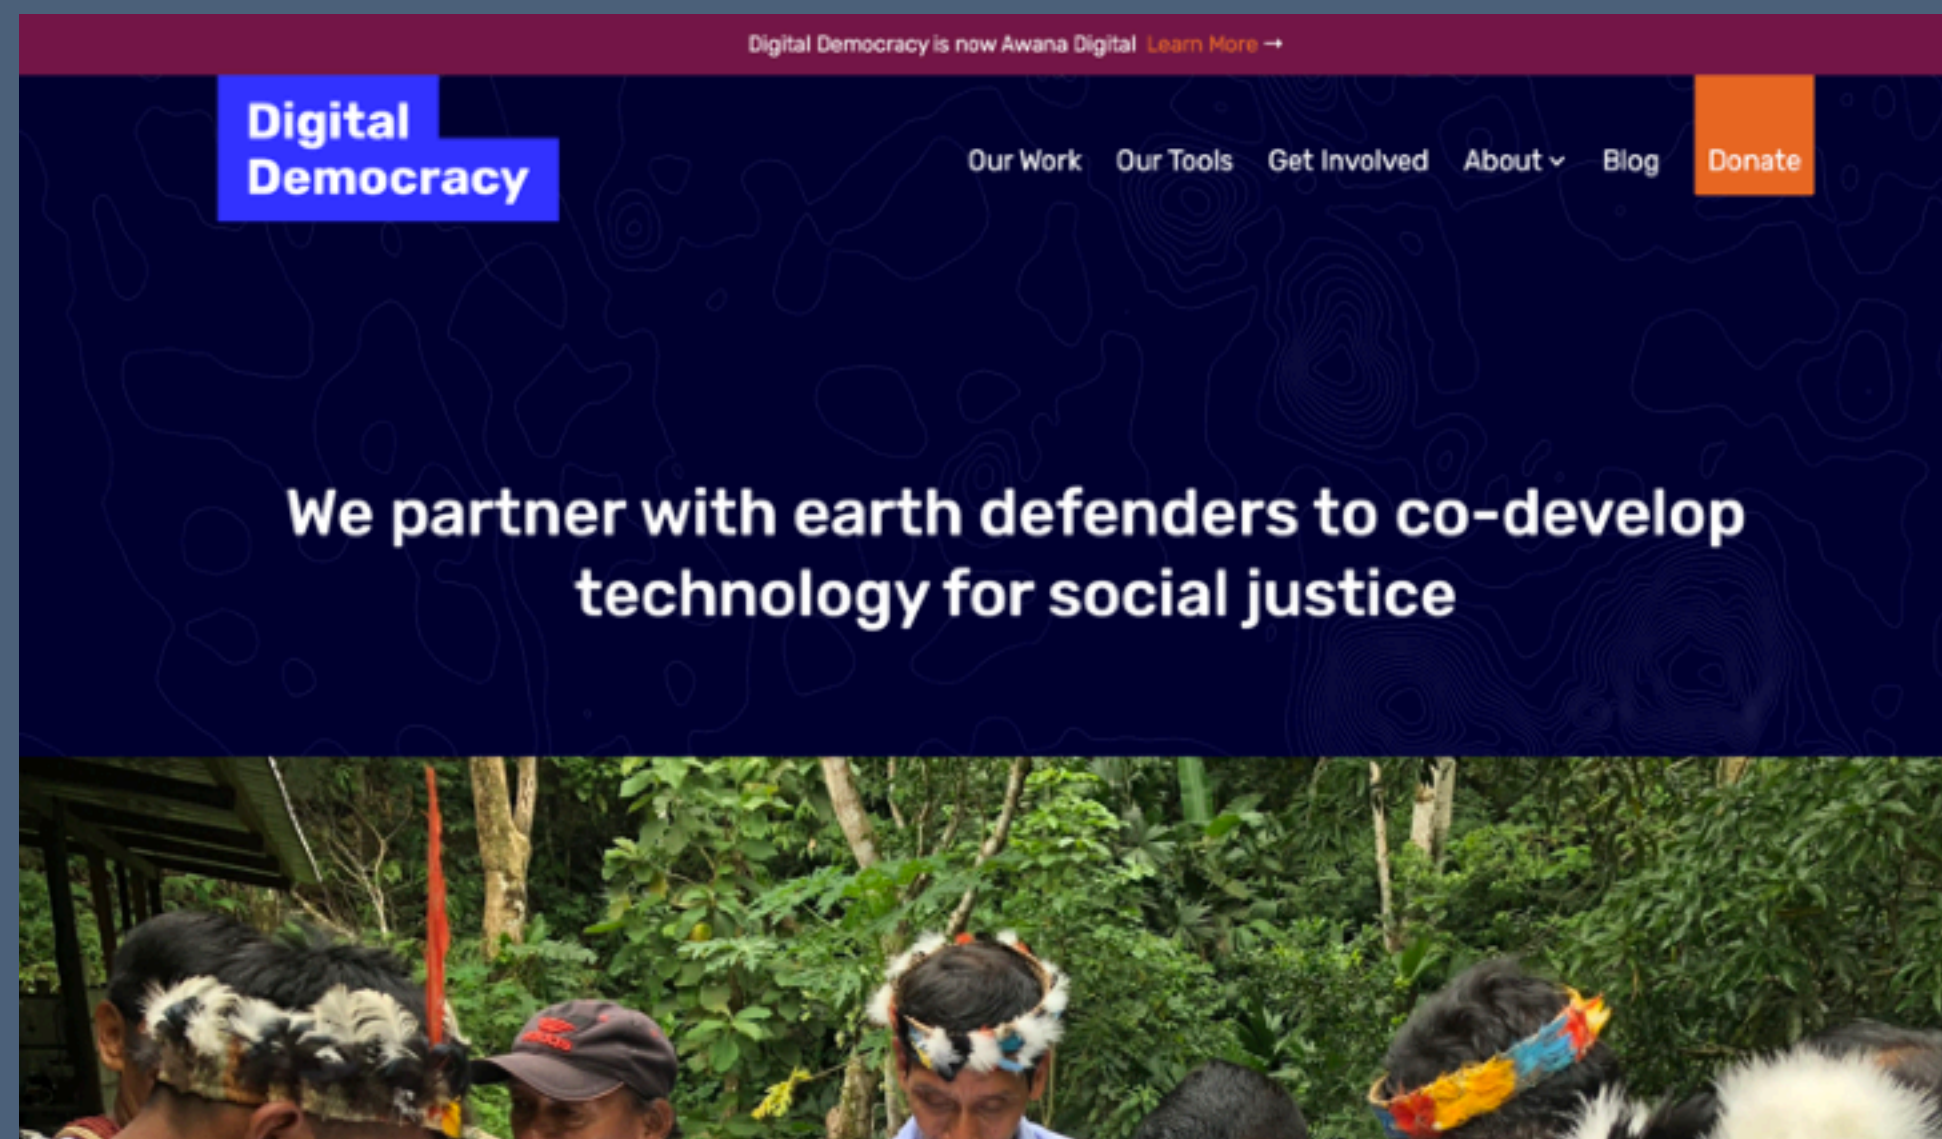 Digital Democracy is now Awana Digital Learn More →
Digital
Democracy
Our Work Our Tools Get Involved About Blog Donate
We partner with earth defenders to co-develop
technology for social justice